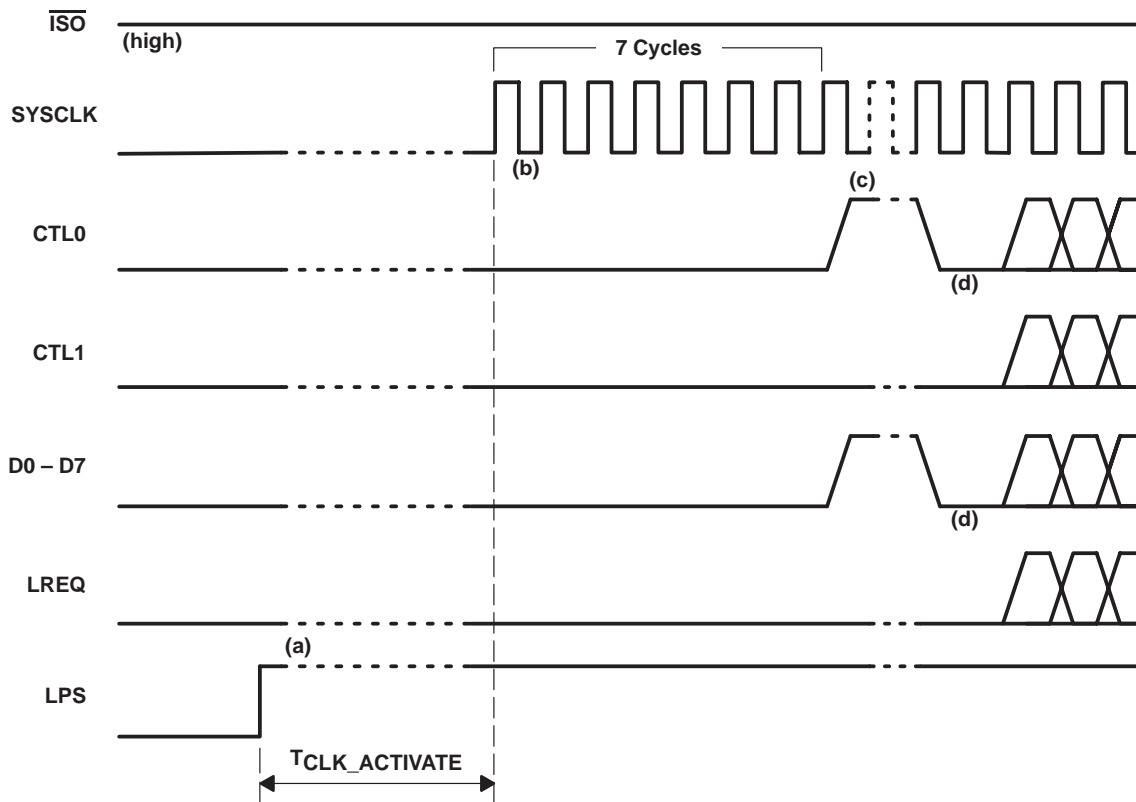 ISO
(high)
7 Cycles
SYSCLK
(b)
(c)
CTL0
(d)
CTL1
D0 – D7
(d)
LREQ
(a)
LPS
TCLK_ACTIVATE